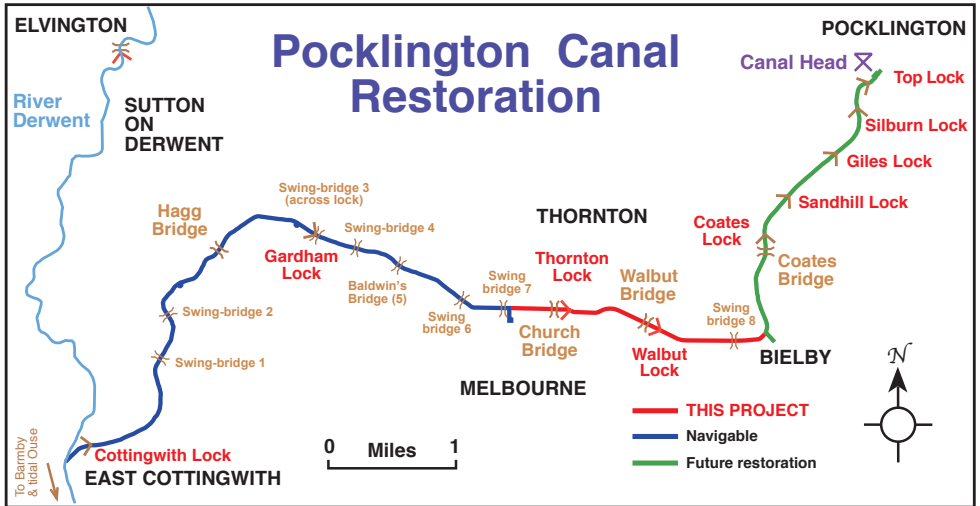 ELVINGTON
POCKLINGTON
Pocklington Canal
Restoration
Canal Head
Top Lock
River
Derwent
SUTTON
ON
DERWENT
Silburn Lock
Giles Lock
Swing-bridge 3
(across lock)
Hagg
Bridge
Sandhill Lock
THORNTON
Swing-bridge 4
Coates
Lock
Gardham
Lock
Thornton
Lock
Walbut
Bridge
Coates
Bridge
Baldwin's
Bridge (5)
Swing
bridge 7
Swing-bridge 2
Swing
bridge 6
Swing
bridge 8
Church
Bridge
Walbut
Lock
BIELBY
Swing-bridge 1
MELBOURNE
N
THIS PROJECT
Navigable
Future restoration
To Barmby
& tidal Ouse
Cottingwith Lock
EAST COTTINGWITH
0 Miles 1